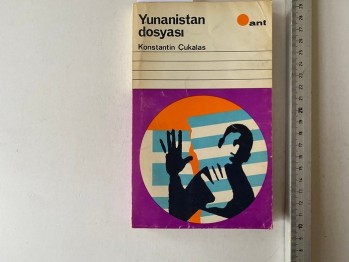 Yunanistan
dosyası
ant
Konstantin Çukalas